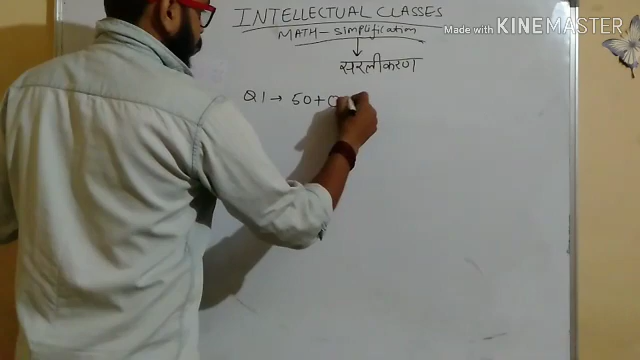 INTELLECTUAL CLASSES
Made with KINEMASTER
MATH - Simplification
सरलीकरण
Q1 → 50 +